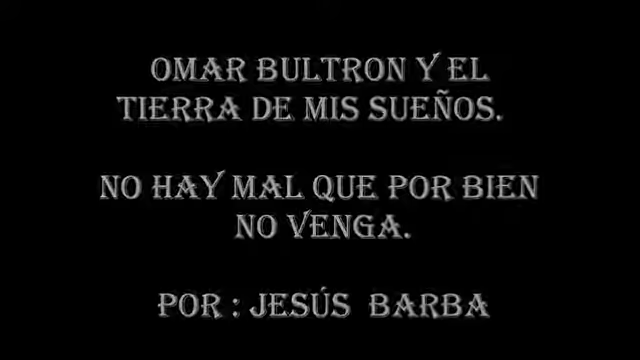 OMAR BULTRON Y EL
TIERRA DE MIS SUEÑOS.
NO HAY MAL QUE POR BIEN
NO VENGA.
POR : JESÚS BARBA